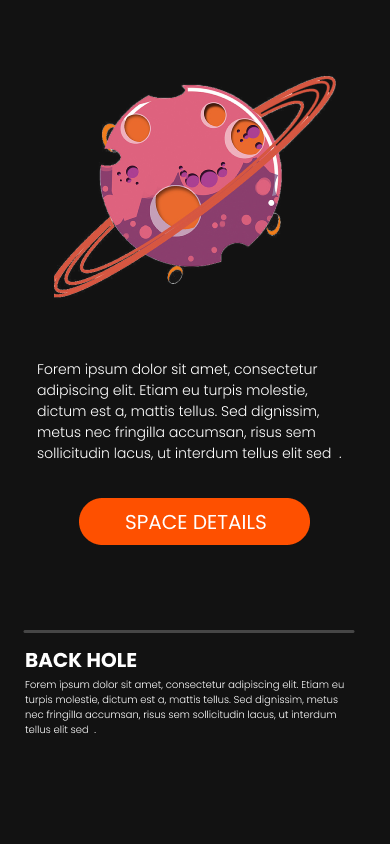 Forem ipsum dolor sit amet, consectetur
adipiscing elit. Etiam eu turpis molestie,
dictum est a, mattis tellus. Sed dignissim,
metus nec fringilla accumsan, risus sem
sollicitudin lacus, ut interdum tellus elit sed  .
SPACE DETAILS
BACK HOLE
Forem ipsum dolor sit amet, consectetur adipiscing elit. Etiam eu
turpis molestie, dictum est a, mattis tellus. Sed dignissim, metus
nec fringilla accumsan, risus sem sollicitudin lacus, ut interdum
tellus elit sed  .